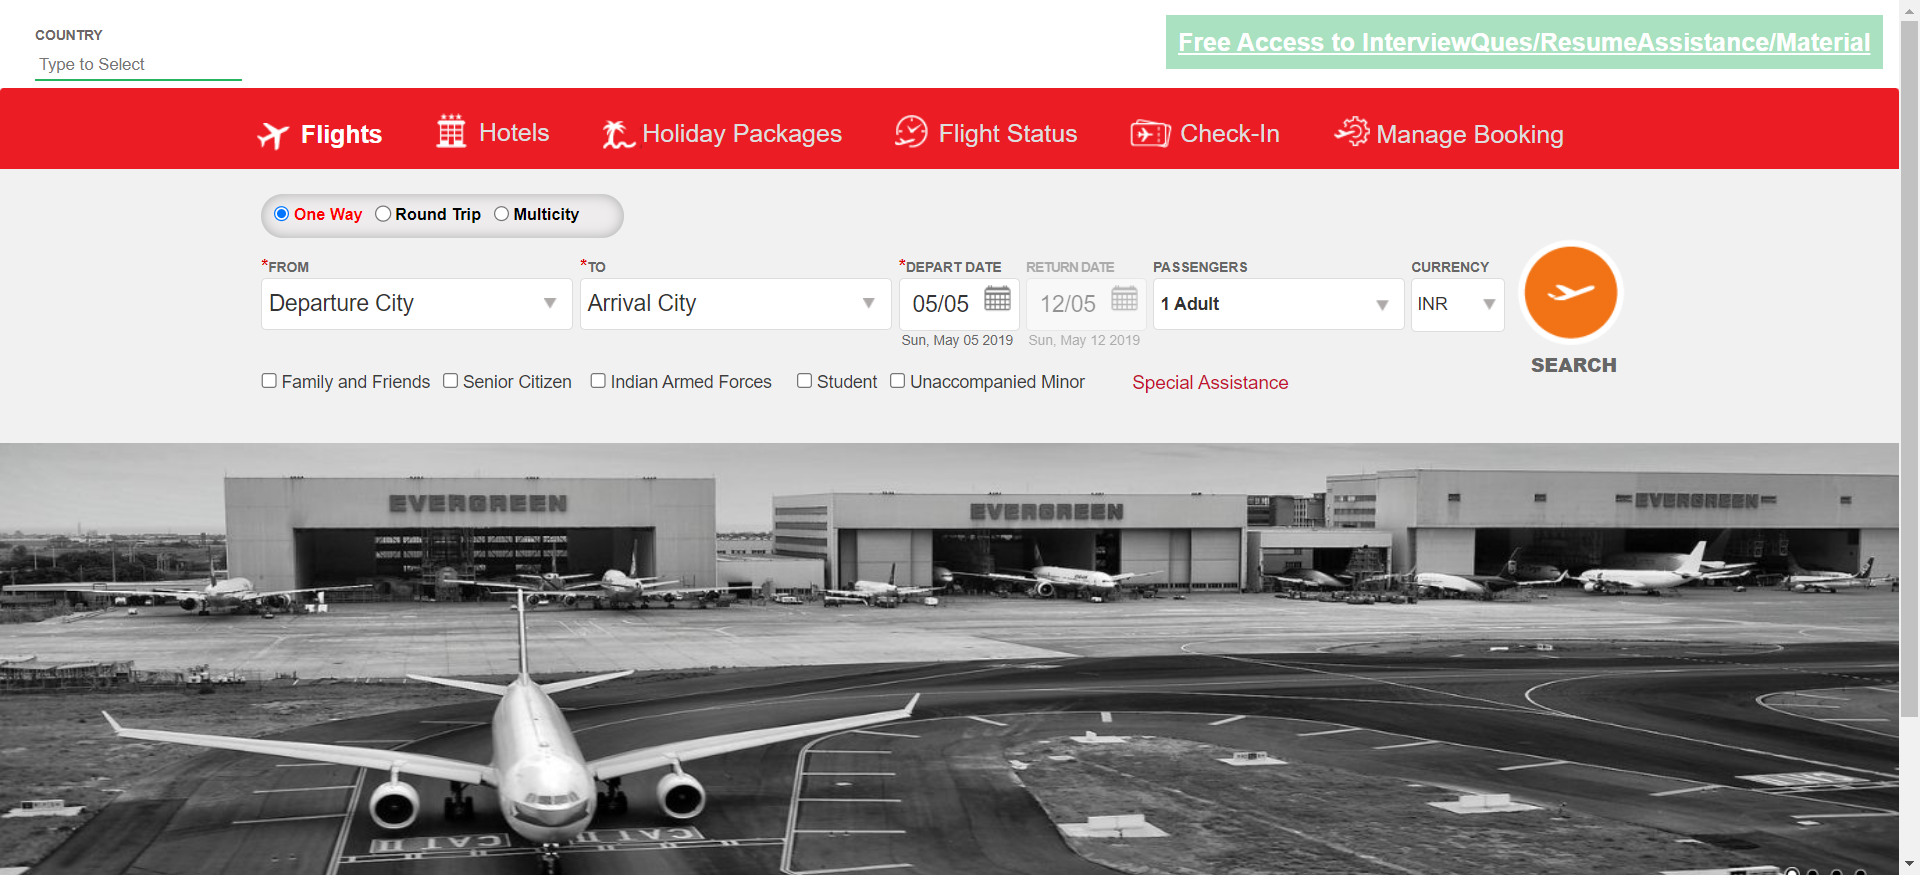 COUNTRY
Type to Select
Free Access to InterviewQues/ResumeAssistance/Material
Flights
Hotels
Holiday Packages
Flight Status
Check-In
Manage Booking
One Way
Round Trip
Multicity
*FROM
*TO
*DEPART DATE
RETURN DATE
PASSENGERS
CURRENCY
Departure City
Arrival City
05/05
12/05
1 Adult
INR
Sun, May 05 2019
Sun, May 12 2019
SEARCH
Family and Friends
Senior Citizen
Indian Armed Forces
Student
Unaccompanied Minor
Special Assistance
EVERGREEN
EVERGREEN
EVERGREEN
CAT II
CAT II